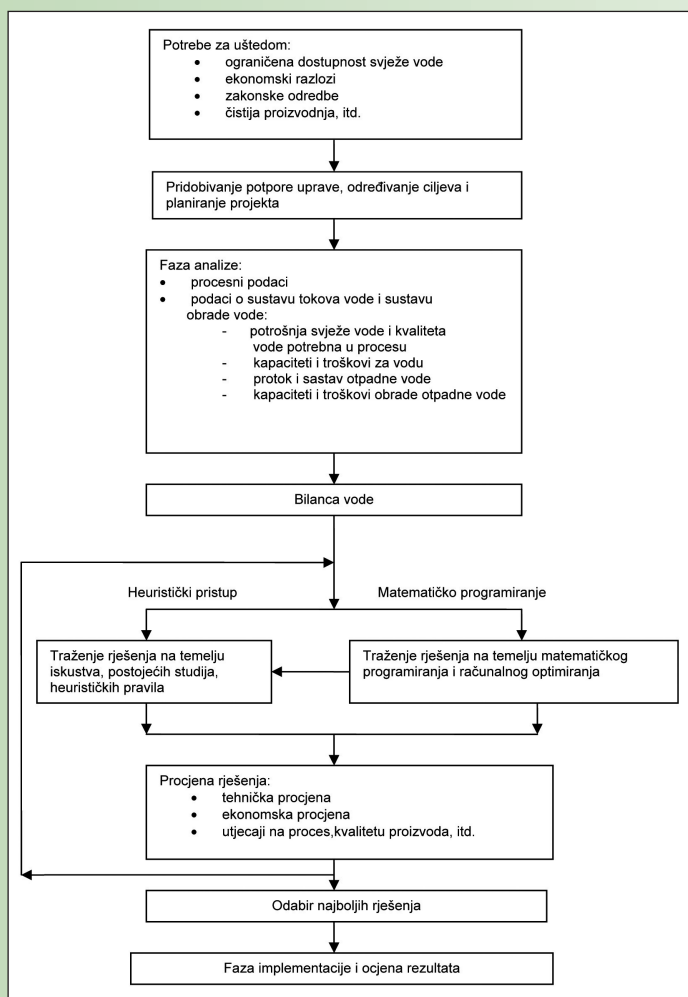 Potrebe za uštedom:
• ograničena dostupnost svježe vode
• ekonomski razlozi
• zakonske odredbe
• čistija proizvodnja, itd.
Pridobivanje potpore uprave, određivanje ciljeva i
planiranje projekta
Faza analize:
• procesni podaci
• podaci o sustavu tokova vode i sustavu
obrade vode:
- potrošnja svježe vode i kvaliteta
vode potrebna u procesu
- kapaciteti i troškovi za vodu
- protok i sastav otpadne vode
- kapaciteti i troškovi obrade otpadne vode
Bilanca vode
Heuristički pristup
Matematičko programiranje
Traženje rješenja na temelju
iskustva, postojećih studija,
heurističkih pravila
Traženje rješenja na temelju matematičkog
programiranja i računalnog optimiranja
Procjena rješenja:
• tehnička procjena
• ekonomska procjena
• utjecaji na proces,kvalitetu proizvoda, itd.
Odabir najboljih rješenja
Faza implementacije i ocjena rezultata